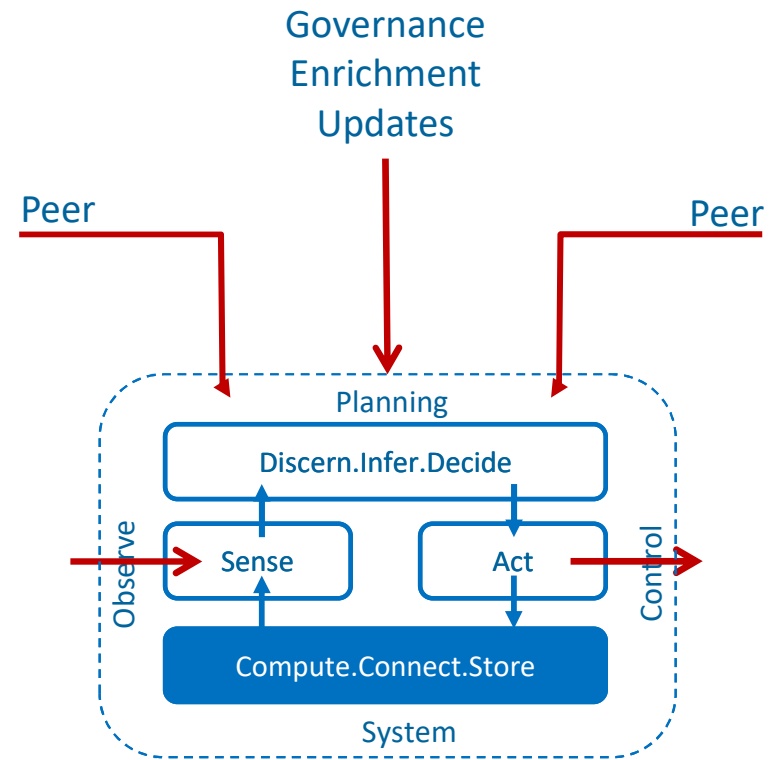 Governance
Enrichment
Updates
Peer
Peer
Planning
Discern.Infer.Decide
Observe
Sense
Act
Control
Compute.Connect.Store
System